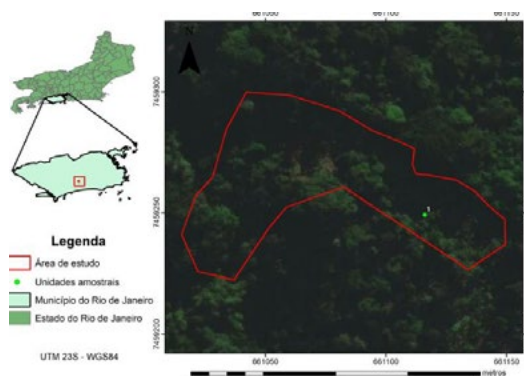 661050
661100
661150
N
7459300
7459250
7459200
1
Legenda
Área de estudo
Unidades amostrais
Município do Rio de Janeiro
Estado do Rio de Janeiro
UTM 23S - WGS84
661050
661100
661150
metros